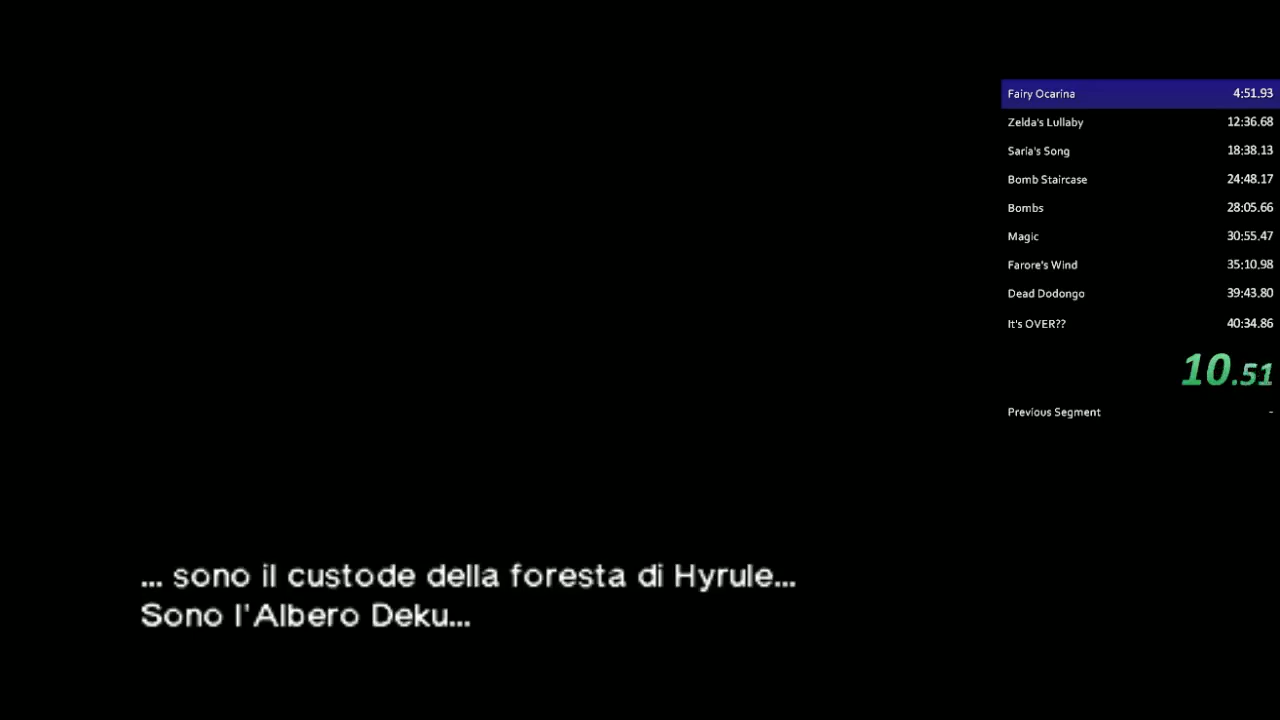 Fairy Ocarina 4:51.93
Zelda's Lullaby 12:36.68
Saria's Song 18:38.13
Bomb Staircase 24:48.17
Bombs 28:05.66
Magic 30:55.47
Farore's Wind 35:10.98
Dead Dodongo 39:43.80
It's OVER?? 40:34.86
10.51
Previous Segment -
... sono il custode della foresta di Hyrule...
Sono l'Albero Deku...